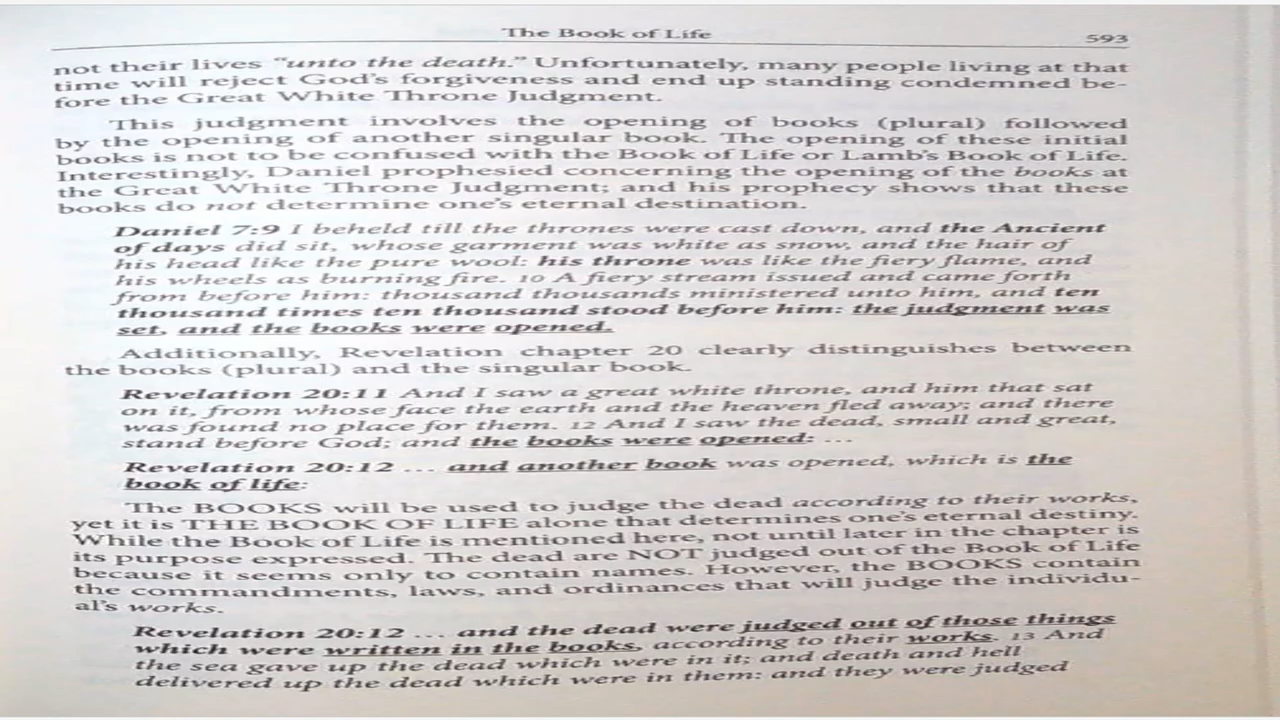 The Book of Life 593
not their lives "unto the death." Unfortunately, many people living at that
time will reject God's forgiveness and end up standing condemned be-
fore the Great White Throne Judgment.
This judgment involves the opening of books (plural) followed
by the opening of another singular book. The opening of these initial
books is not to be confused with the Book of Life or Lamb's Book of Life.
Interestingly, Daniel prophesied concerning the opening of the books at
the Great White Throne Judgment; and his prophecy shows that these
books do not determine one's eternal destination.
Daniel 7:9 I beheld till the thrones were cast down, and the Ancient
of days did sit, whose garment was white as snow, and the hair of
his head like the pure wool: his throne was like the fiery flame, and
his wheels as burning fire. 10 A fiery stream issued and came forth
from before him: thousand thousands ministered unto him, and ten
thousand times ten thousand stood before him: the judgment was
set, and the books were opened.
Additionally, Revelation chapter 20 clearly distinguishes between
the books (plural) and the singular book.
Revelation 20:11 And I saw a great white throne, and him that sat
on it, from whose face the earth and the heaven fled away; and there
was found no place for them. 12 And I saw the dead, small and great,
stand before God; and the books were opened: ...
Revelation 20:12 ... and another book was opened, which is the
book of life:
The BOOKS will be used to judge the dead according to their works,
yet it is THE BOOK OF LIFE alone that determines one's eternal destiny.
While the Book of Life is mentioned here, not until later in the chapter is
its purpose expressed. The dead are NOT judged out of the Book of Life
because it seems only to contain names. However, the BOOKS contain
the commandments, laws, and ordinances that will judge the individu-
al's works.
Revelation 20:12 ... and the dead were judged out of those things
which were written in the books, according to their works. 13 And
the sea gave up the dead which were in it; and death and hell
delivered up the dead which were in them: and they were judged